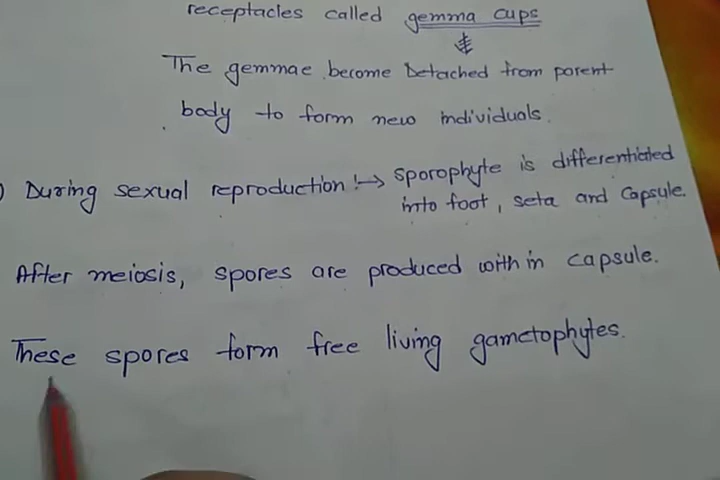 receptacles called gemma cups
The gemmae become Detached from parent
body to form new individuals.
) During sexual reproduction :→ sporophyte is differentiated
into foot, seta and capsule.
After meiosis, spores are produced with in capsule.
These spores form free living gametophytes.